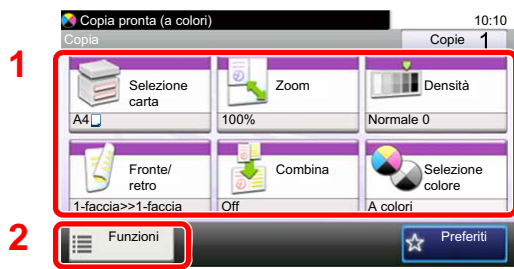 Copia pronta (a colori) 10:10
Copia Copie 1
1
Selezione carta
A4
Zoom
100%
Densità
Normale 0
Fronte/ retro
1-faccia>>1-faccia
Combina
Off
Selezione colore
A colori
2
Funzioni
Preferiti